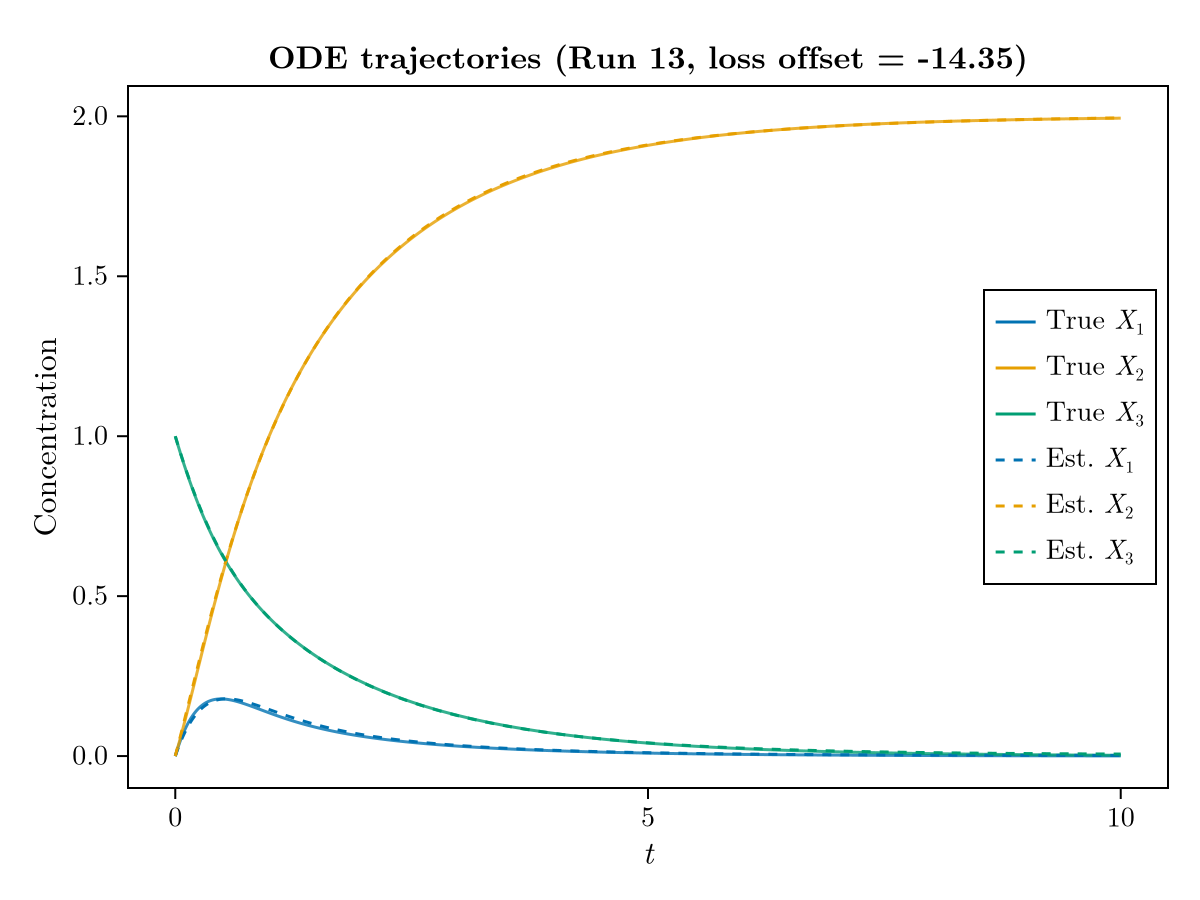 ODE trajectories (Run 13, loss offset = -14.35)
Concentration
2.0
1.5
1.0
0.5
0.0
0
5
10
t
True X₁
True X₂
True X₃
Est. X₁
Est. X₂
Est. X₃